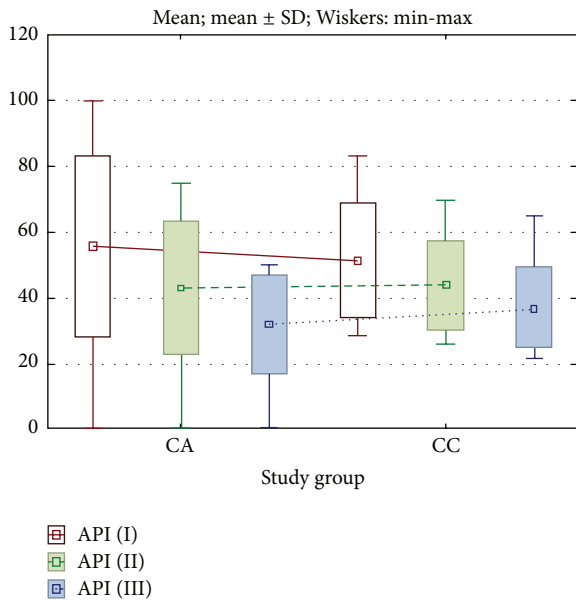 Mean; mean ± SD; Wiskers: min-max
120
100
80
60
40
20
0
CA
CC
Study group
API (I)
API (II)
API (III)